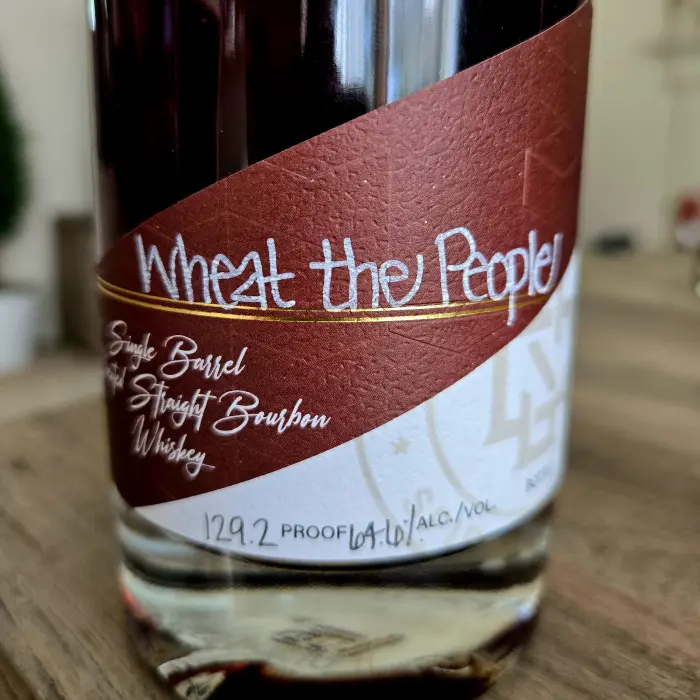 Wheat the People
Single Barrel
Straight Bourbon
Whiskey
129.2 PROOF 64.6% ALC./VOL.